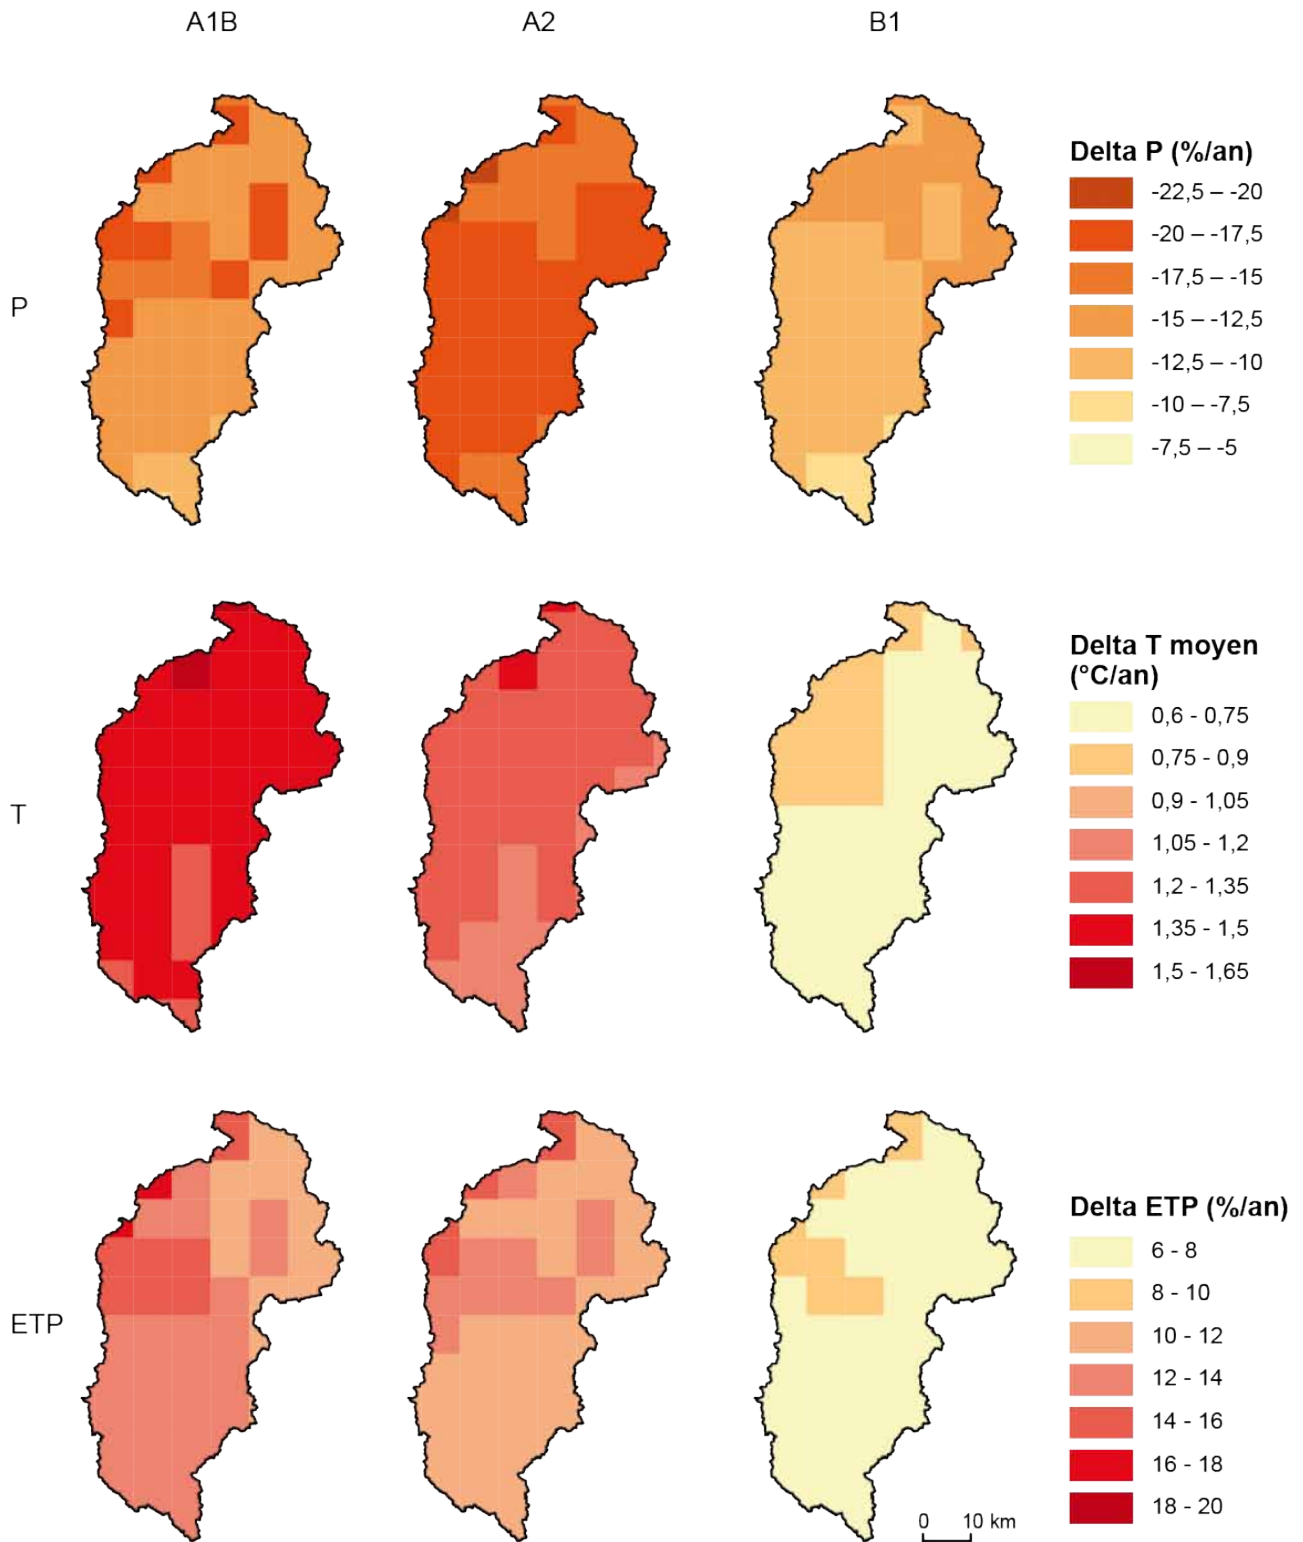 A1B A2 B1
P
Delta P (%/an)
-22,5 – -20
-20 – -17,5
-17,5 – -15
-15 – -12,5
-12,5 – -10
-10 – -7,5
-7,5 – -5
T
Delta T moyen
(°C/an)
0,6 - 0,75
0,75 - 0,9
0,9 - 1,05
1,05 - 1,2
1,2 - 1,35
1,35 - 1,5
1,5 - 1,65
ETP
Delta ETP (%/an)
6 - 8
8 - 10
10 - 12
12 - 14
14 - 16
16 - 18
18 - 20
0 10 km